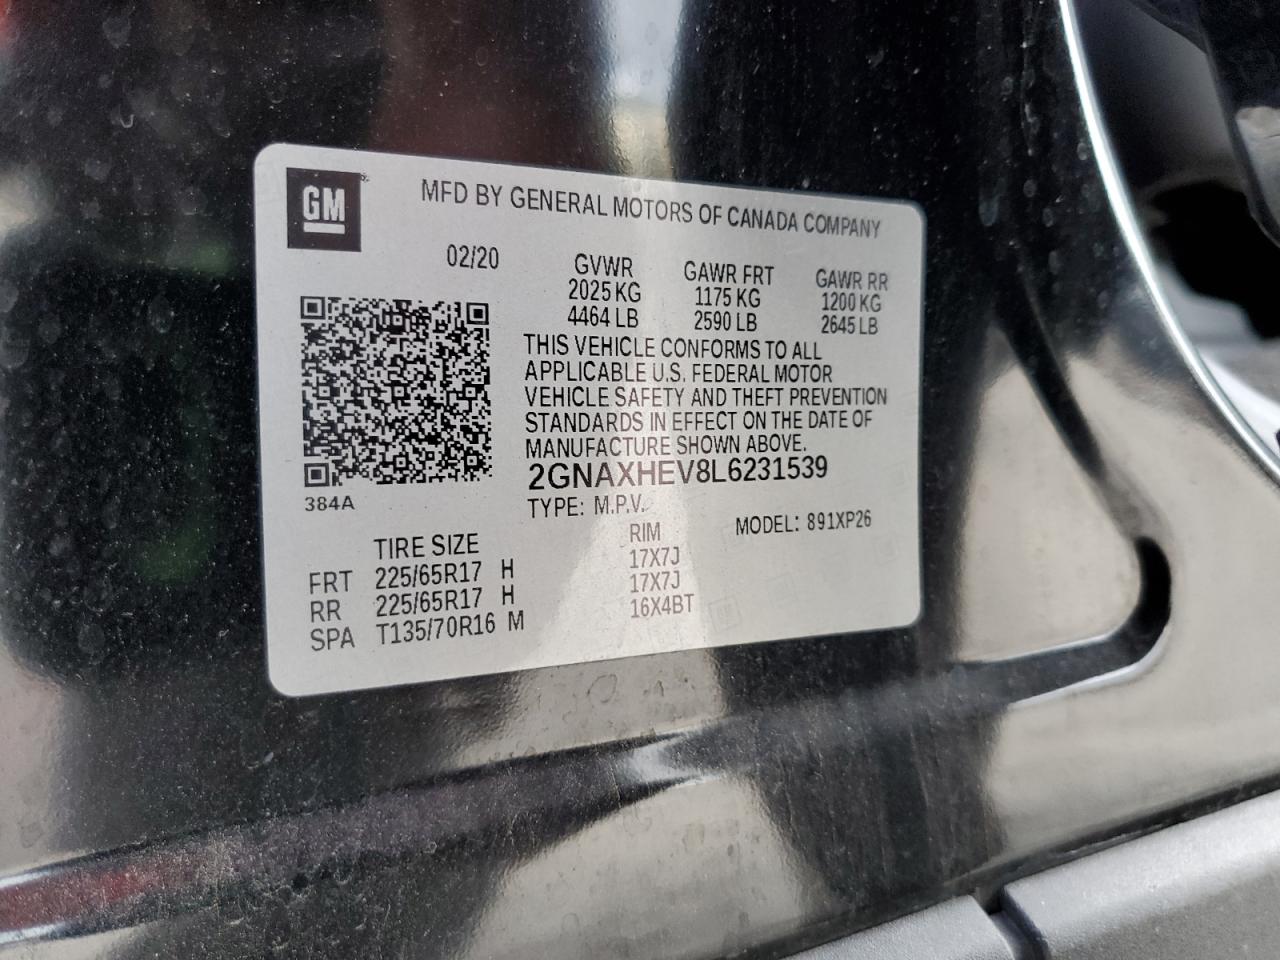 GM
MFD BY GENERAL MOTORS OF CANADA COMPANY
02/20
GVWR GAWR FRT GAWR RR
2025 KG 1175 KG 1200 KG
4464 LB 2590 LB 2645 LB
THIS VEHICLE CONFORMS TO ALL
APPLICABLE U.S. FEDERAL MOTOR
VEHICLE SAFETY AND THEFT PREVENTION
STANDARDS IN EFFECT ON THE DATE OF
MANUFACTURE SHOWN ABOVE.
2GNAXHEV8L6231539
384A
TYPE: M.P.V.
MODEL: 891XP26
TIRE SIZE RIM
FRT 225/65R17 H 17X7J
RR 225/65R17 H 17X7J
SPA T135/70R16 M 16X4BT